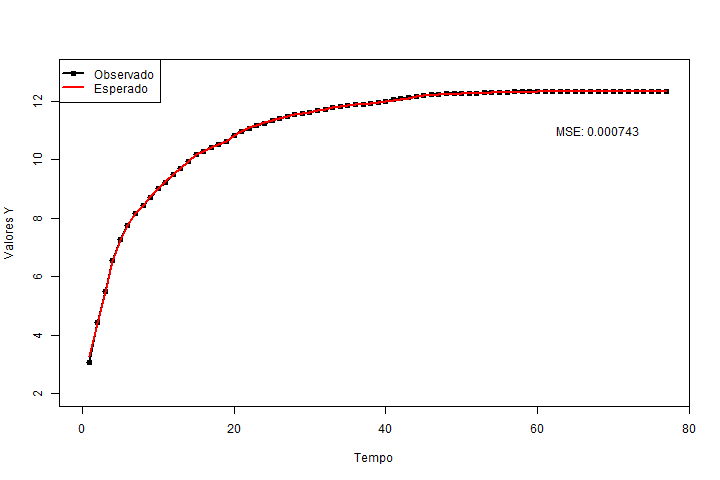 Observado
Esperado
MSE: 0.000743
Valores Y
12
10
8
6
4
2
0 20 40 60 80
Tempo